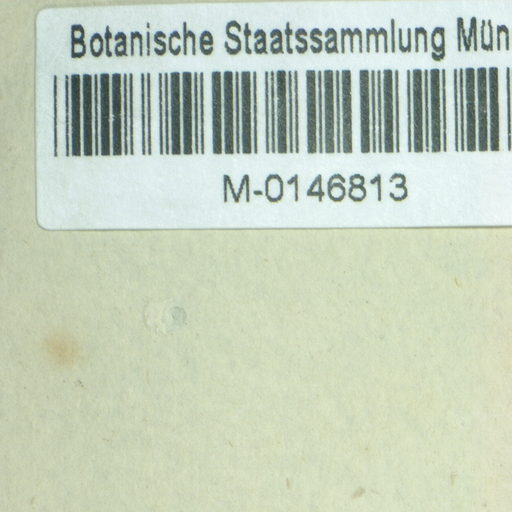 Botanische Staatssammlung Mün
M-0146813